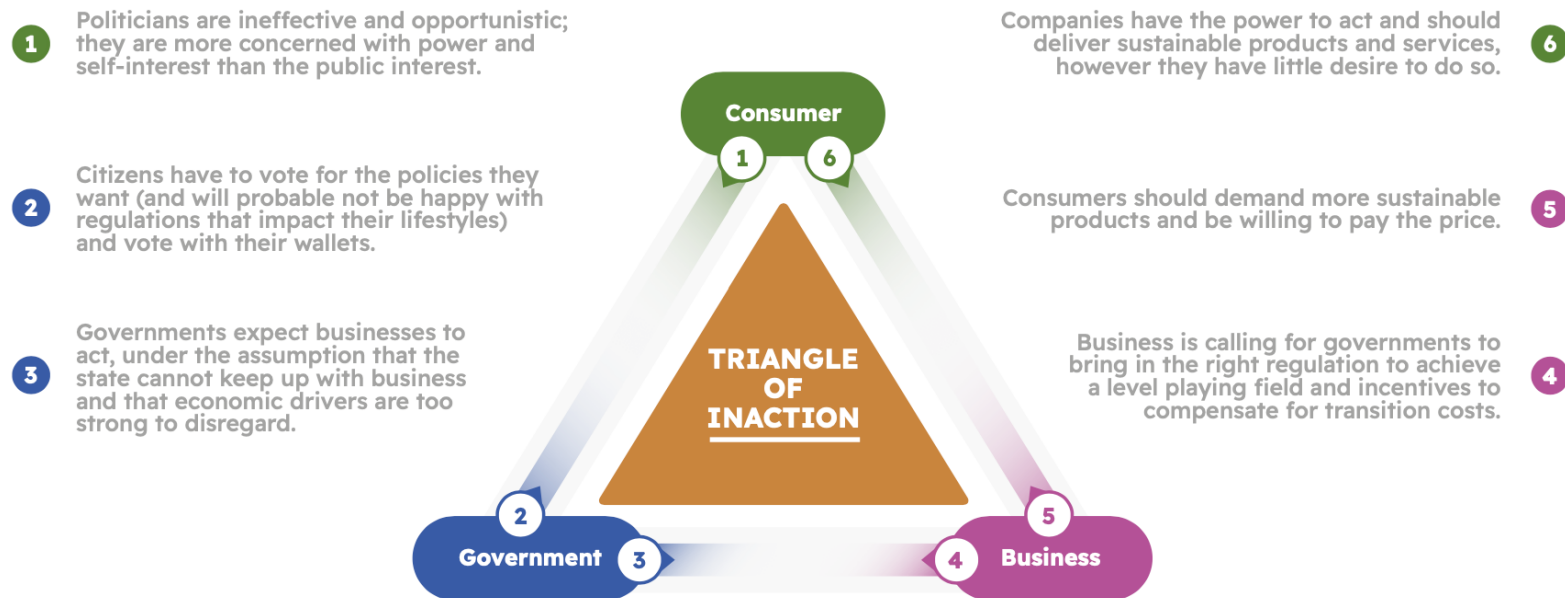 1
Politicians are ineffective and opportunistic;
they are more concerned with power and
self-interest than the public interest.
2
Citizens have to vote for the policies they
want (and will probable not be happy with
regulations that impact their lifestyles)
and vote with their wallets.
3
Governments expect businesses to
act, under the assumption that the
state cannot keep up with business
and that economic drivers are too
strong to disregard.
Consumer
1
6
TRIANGLE
OF
INACTION
2
Government
3
4
5
Business
Companies have the power to act and should
deliver sustainable products and services,
however they have little desire to do so.
6
Consumers should demand more sustainable
products and be willing to pay the price.
5
Business is calling for governments to
bring in the right regulation to achieve
a level playing field and incentives to
compensate for transition costs.
4